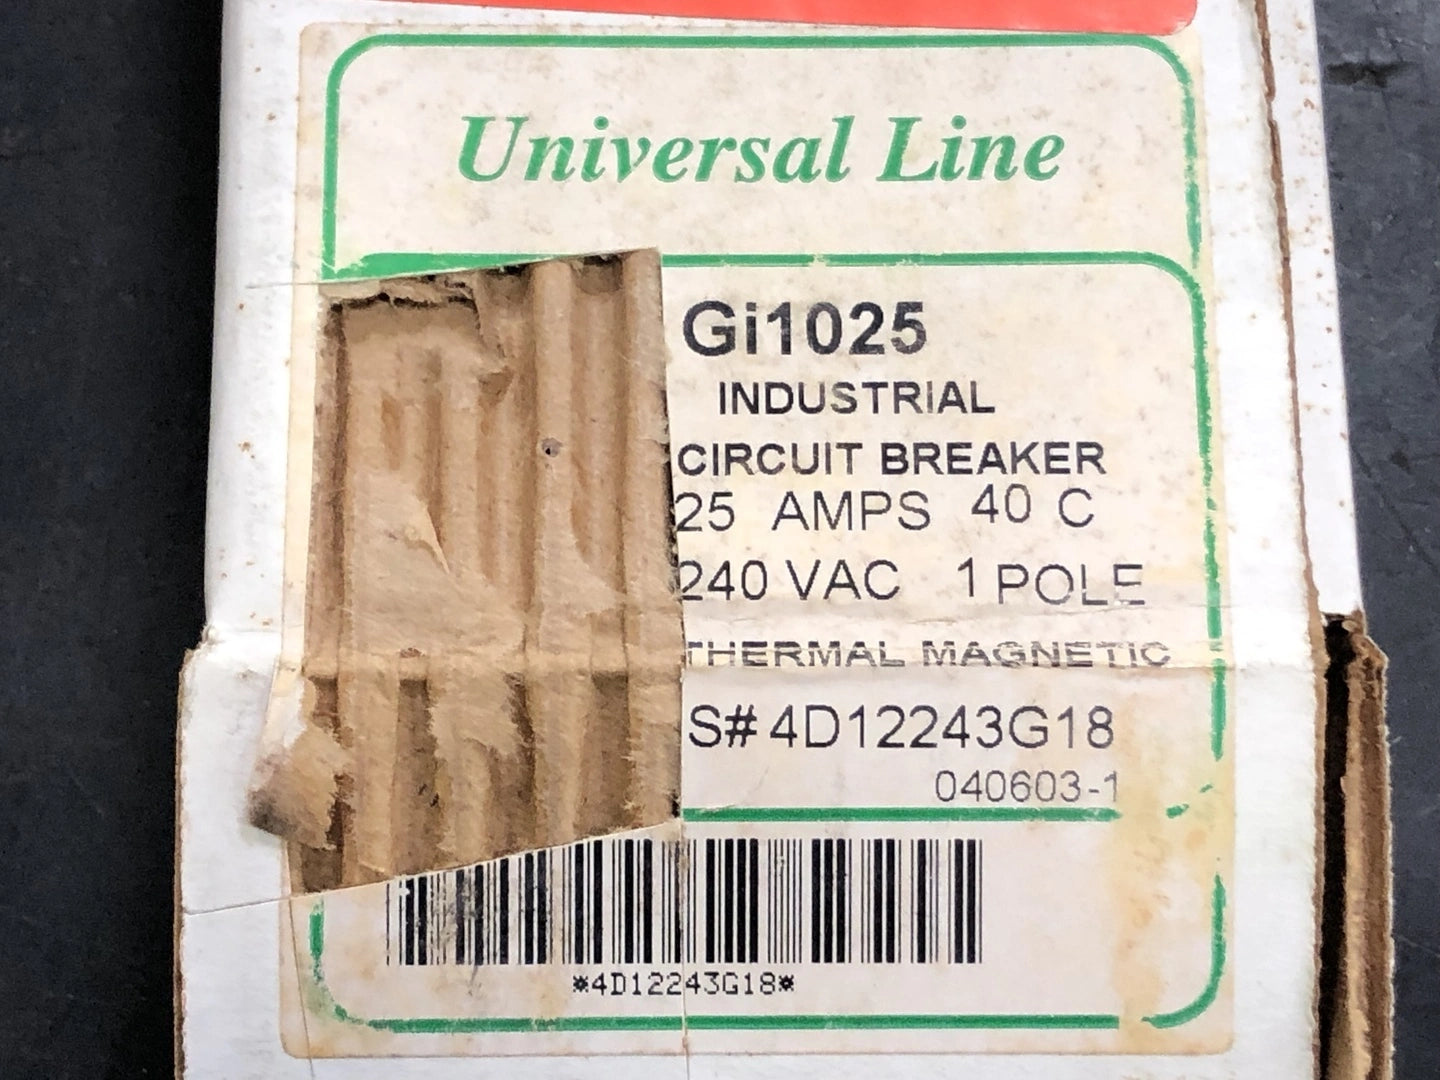 Universal Line
Gi1025
INDUSTRIAL
CIRCUIT BREAKER
25 AMPS 40 C
240 VAC 1 POLE
THERMAL MAGNETIC
S# 4D12243G18
040603-1
*4D12243G18*